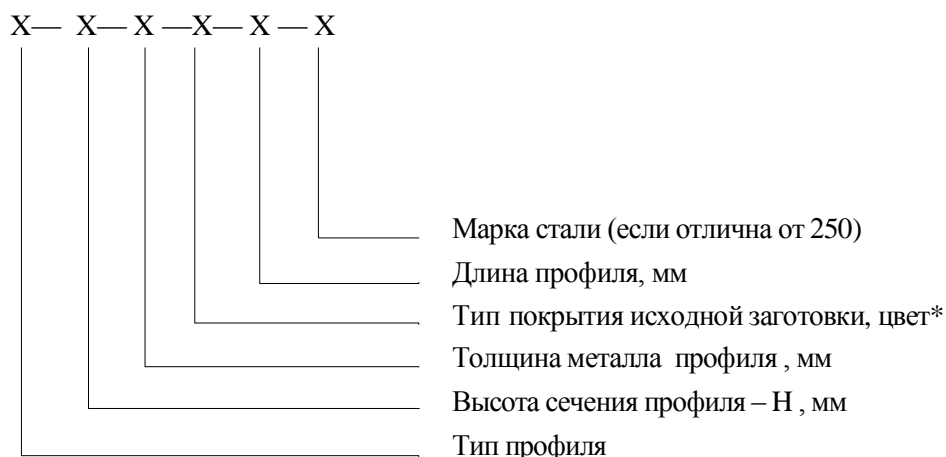 X— X— X —X— X — X
Марка стали (если отлична от 250)
Длина профиля, мм
Тип покрытия исходной заготовки, цвет*
Толщина металла профиля , мм
Высота сечения профиля – Н , мм
Тип профиля